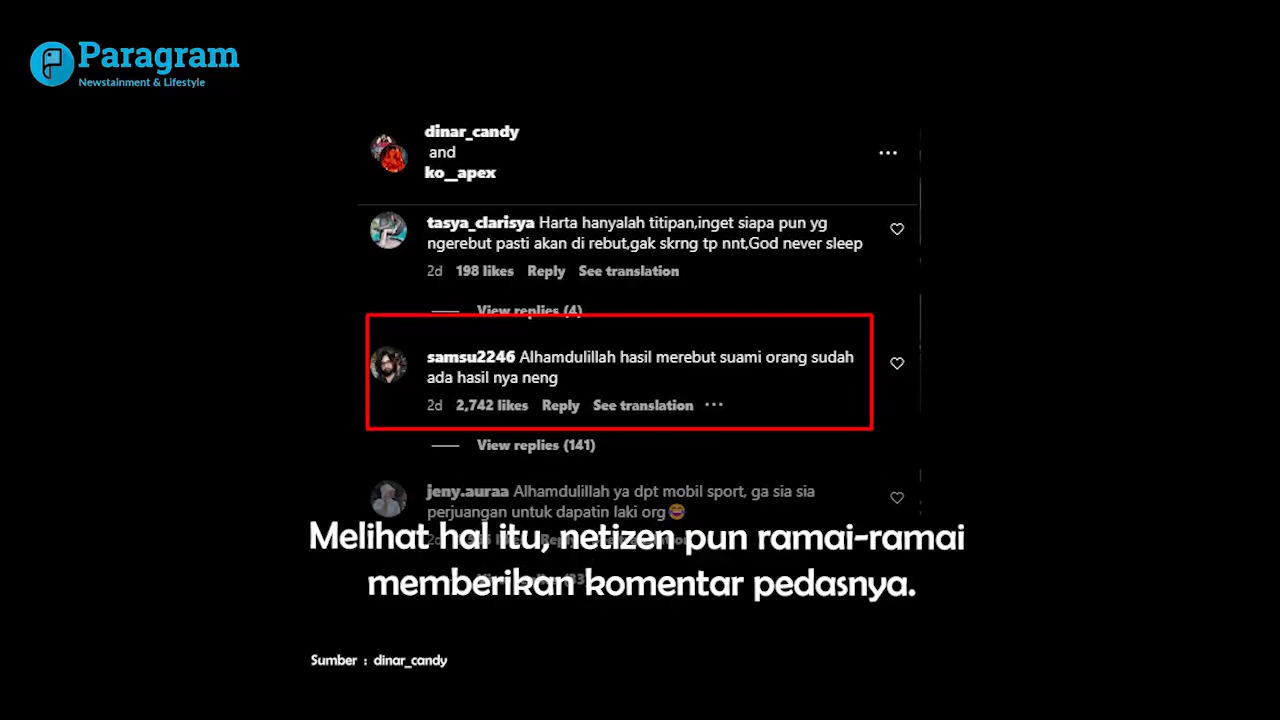 Paragram
Newstainment & Lifestyle
dinar_candy
and
ko__apex
tasya_clarisya Harta hanyalah titipan,inget siapa pun yg
ngerebut pasti akan di rebut,gak skrng tp nnt,God never sleep
2d 198 likes Reply See translation
View replies (4)
samsu2246 Alhamdulillah hasil merebut suami orang sudah
ada hasil nya neng
2d 2,742 likes Reply See translation ...
View replies (141)
jeny.auraa Alhamdulillah ya dpt mobil sport, ga sia sia
perjuangan untuk dapatin laki org😄
Melihat hal itu, netizen pun ramai-ramai
memberikan komentar pedasnya.
Sumber : dinar_candy